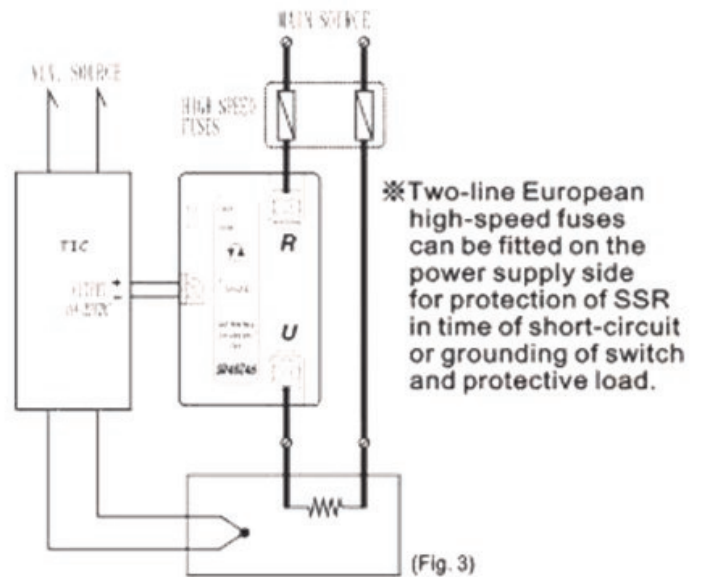 MAIN SOURCE
SOURCE
HIGH SPEED
FUSES
TIC
+
−
R
U
※Two-line European
high-speed fuses
can be fitted on the
power supply side
for protection of SSR
in time of short-circuit
or grounding of switch
and protective load.
(Fig. 3)